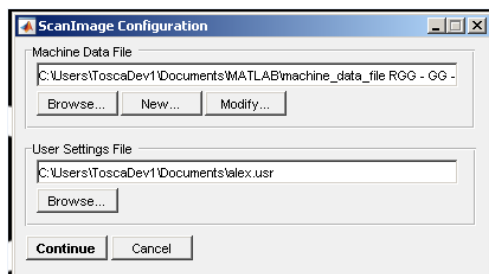 ScanImage Configuration
Machine Data File
C:\Users\ToscaDev1\Documents\MATLAB\machine_data_file RGG - GG -
Browse... New... Modify...
User Settings File
C:\Users\ToscaDev1\Documents\alex.usr
Browse...
Continue Cancel